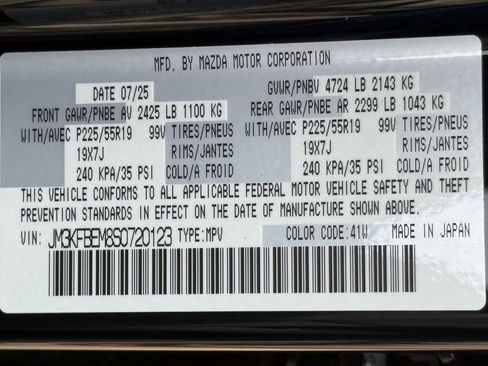 MFD. BY MAZDA MOTOR CORPORATION
DATE 07/25 GVWR/PNBV 4724 LB 2143 KG
FRONT GAWR/PNBE AV 2425 LB 1100 KG REAR GAWR/PNBE AR 2299 LB 1043 KG
WITH/AVEC P225/55R19 99V TIRES/PNEUS WITH/AVEC P225/55R19 99V TIRES/PNEUS
19X7J RIMS/JANTES 19X7J RIMS/JANTES
240 KPA/35 PSI COLD/A FROID 240 KPA/35 PSI COLD/A FROID
THIS VEHICLE CONFORMS TO ALL APPLICABLE FEDERAL MOTOR VEHICLE SAFETY AND THEFT
PREVENTION STANDARDS IN EFFECT ON THE DATE OF MANUFACTURE SHOWN ABOVE.
VIN: JM3KFBEM8S0720123 TYPE:MPV COLOR CODE:41W MADE IN JAPAN